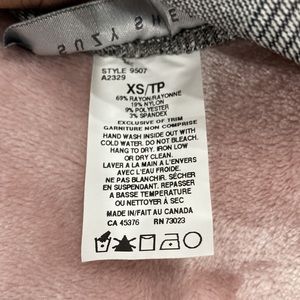 SUZY SHE
STYLE 9507
A2329
XS/TP
69% RAYON/RAYONNE
19% NYLON
9% POLYESTER
3% SPANDEX
EXCLUSIVE OF TRIM
GARNITURE NON COMPRISE
HAND WASH INSIDE OUT WITH
COLD WATER. DO NOT BLEACH.
HANG TO DRY. IRON LOW
OR DRY CLEAN.
LAVER A LA MAIN A L'ENVERS
AVEC L'EAU FROIDE.
NE PAS BLANCHIR. SÉCHER
EN SUSPENDANT. REPASSER
A BASSE TEMPÉRATURE
OU NETTOYER À SEC.
MADE IN/FAIT AU CANADA
CA 45376 RN 73023